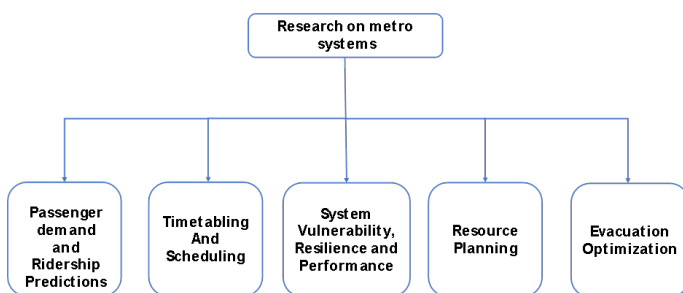 Research on metro
systems
Passenger
demand
and
Ridership
Predictions
Timetabling
And
Scheduling
System
Vulnerability,
Resilience and
Performance
Resource
Planning
Evacuation
Optimization